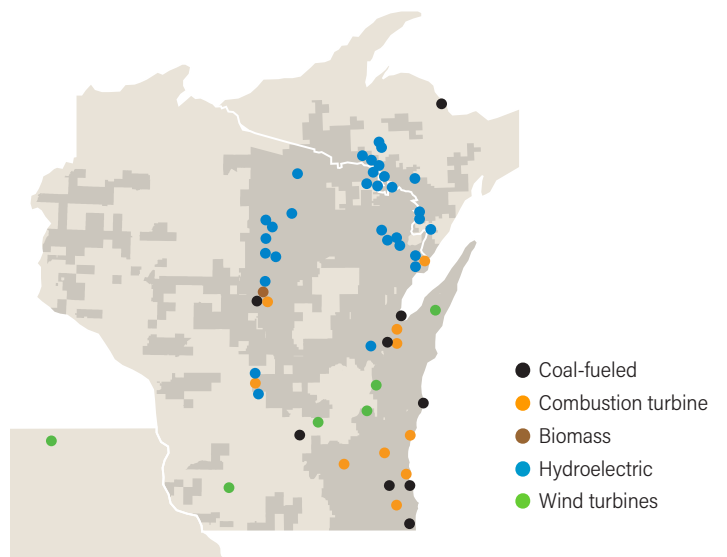 Coal-fueled
Combustion turbine
Biomass
Hydroelectric
Wind turbines